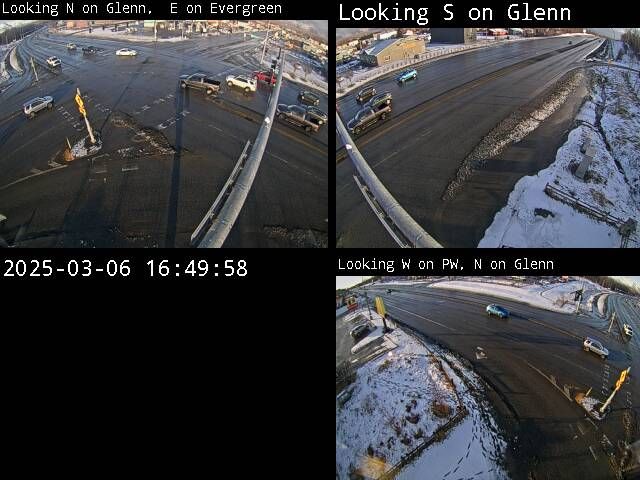 Looking N on Glenn,  E on Evergreen
Looking S on Glenn
2025-03-06 16:49:58
Looking W on PW, N on Glenn